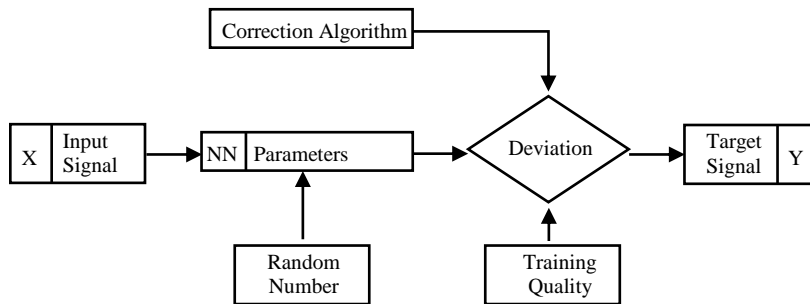 Correction Algorithm
X
Input
Signal
NN
Parameters
Deviation
Target
Signal
Y
Random
Number
Training
Quality